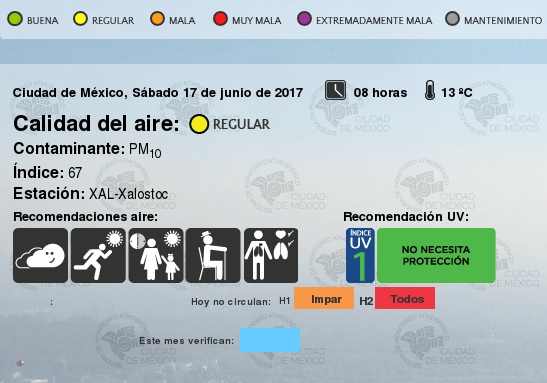 BUENA REGULAR MALA MUY MALA EXTREMADAMENTE MALA MANTENIMIENTO
Ciudad de México, Sábado 17 de junio de 2017 08 horas 13 ºC
Calidad del aire: REGULAR
Contaminante: PM10
Índice: 67
Estación: XAL-Xalostoc
Recomendaciones aire: Recomendación UV:
ÍNDICE
UV
1
NO NECESITA
PROTECCIÓN
: Hoy no circulan: H1 Impar H2 Todos
Este mes verifican:
CIUDAD
DE MÉXICO